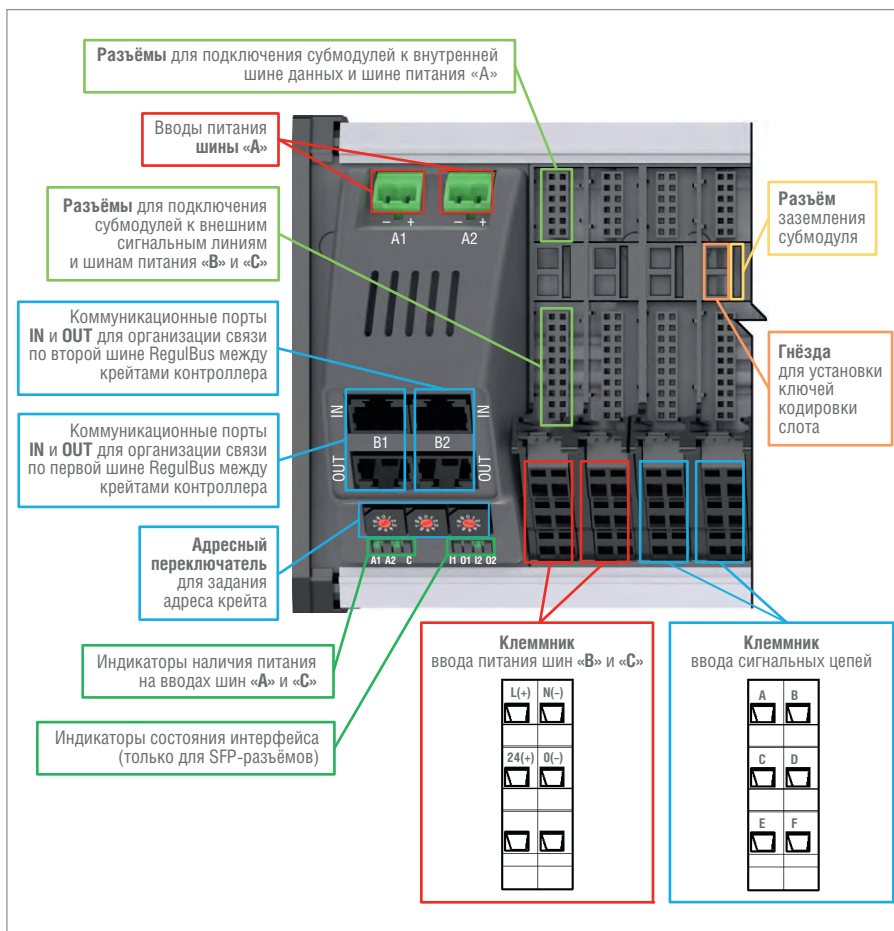 Разъёмы для подключения субмодулей к внутренней
шине данных и шине питания «А»
Вводы питания
шины «А»
Разъёмы для подключения
субмодулей к внешним
сигнальным линиям
и шинам питания «В» и «С»
Коммуникационные порты
IN и OUT для организации связи
по второй шине RegulBus между
крейтами контроллера
Коммуникационные порты
IN и OUT для организации связи
по первой шине RegulBus между
крейтами контроллера
Адресный
переключатель
для задания
адреса крейта
Индикаторы наличия питания
на вводах шин «А» и «С»
Индикаторы состояния интерфейса
(только для SFP-разъёмов)
− +
A1
− +
A2
IN
IN
B1
B2
OUT
OUT
A1 A2 C
I1 O1 I2 O2
Разъём
заземления
субмодуля
Гнёзда
для установки
ключей
кодировки
слота
Клеммник
ввода питания шин «В» и «С»
L(+) N(-)
24(+) 0(-)
Клеммник
ввода сигнальных цепей
A B
C D
E F